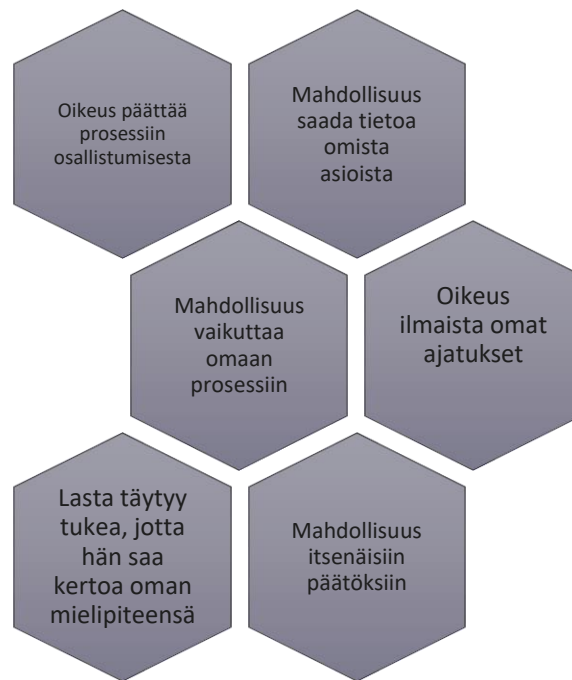 Oikeus päättää
prosessiin
osallistumisesta
Mahdollisuus
saada tietoa
omista
asioista
Mahdollisuus
vaikuttaa
omaan
prosessiin
Oikeus
ilmaista omat
ajatukset
Lasta täytyy
tukea, jotta
hän saa
kertoa oman
mielipiteensä
Mahdollisuus
itsenäisiin
päätöksiin